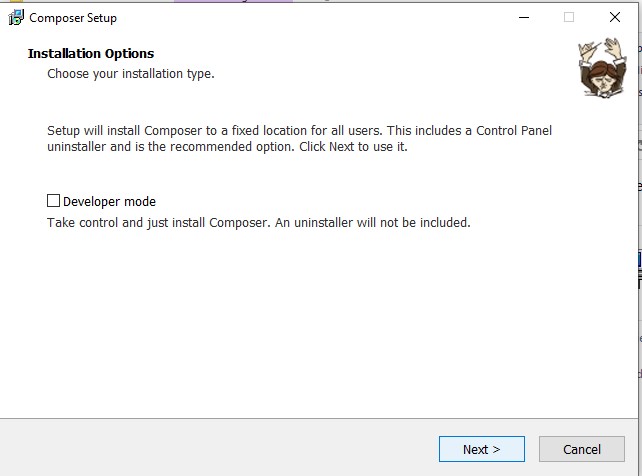 Composer Setup
Installation Options
Choose your installation type.
Setup will install Composer to a fixed location for all users. This includes a Control Panel
uninstaller and is the recommended option. Click Next to use it.
Developer mode
Take control and just install Composer. An uninstaller will not be included.
Next >
Cancel